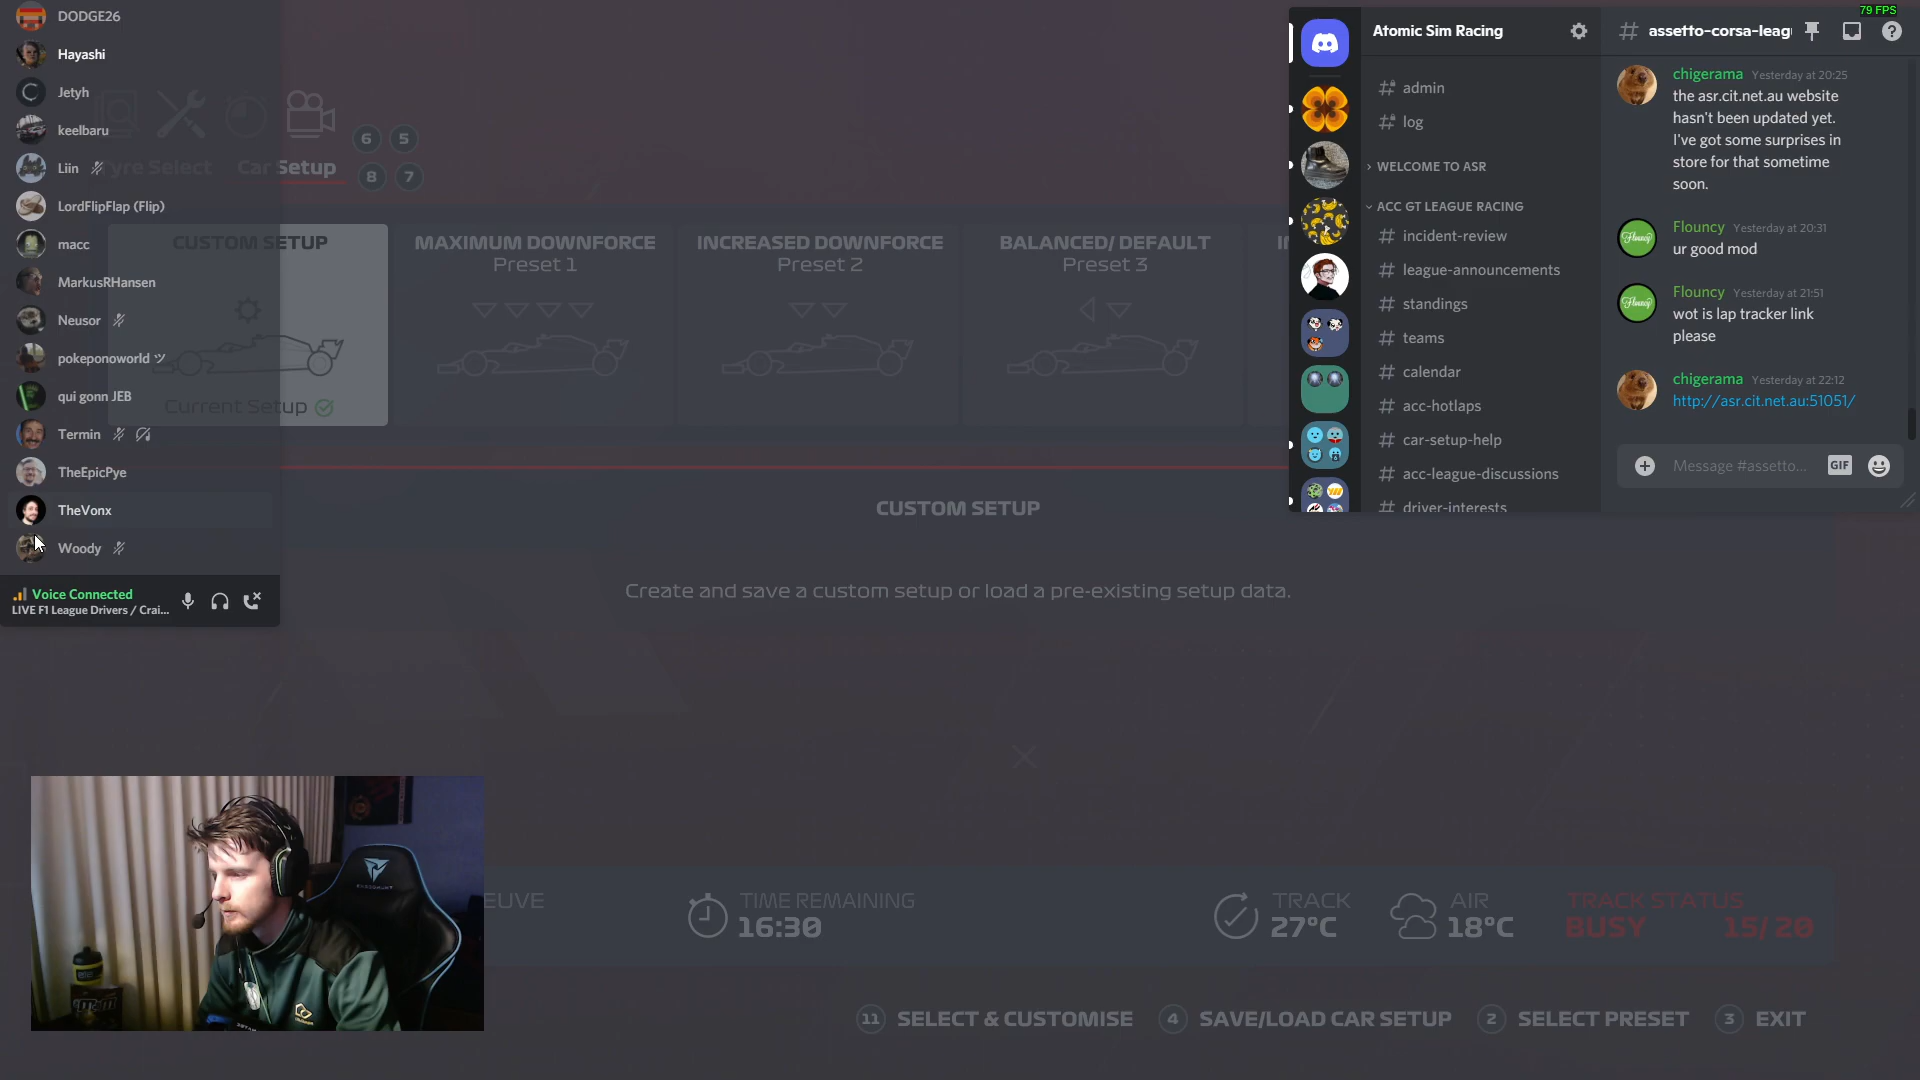 DODGE26
Hayashi
Jetyh
keelbaru
Liin
LordFlipFlap (Flip)
macc
MarkusRHansen
Neusor
pokeponoworld ツ
qui gonn JEB
Termin
TheEpicPye
TheVonx
Woody
Voice Connected
LIVE F1 League Drivers / Crai...
Tyre Select
Car Setup
6 5
8 7
CUSTOM SETUP
Current Setup
MAXIMUM DOWNFORCE
Preset 1
INCREASED DOWNFORCE
Preset 2
BALANCED/ DEFAULT
Preset 3
CUSTOM SETUP
Create and save a custom setup or load a pre-existing setup data.
79 FPS
Atomic Sim Racing
admin
log
WELCOME TO ASR
ACC GT LEAGUE RACING
incident-review
league-announcements
standings
teams
calendar
acc-hotlaps
car-setup-help
acc-league-discussions
driver-interests
assetto-corsa-leag
chigerama Yesterday at 20:25
the asr.cit.net.au website
hasn't been updated yet.
I've got some surprises in
store for that sometime
soon.
Flouncy Yesterday at 20:31
ur good mod
Flouncy Yesterday at 21:51
wot is lap tracker link
please
chigerama Yesterday at 22:12
http://asr.cit.net.au:51051/
Message #assetto...
GIF
EUVE
TIME REMAINING
16:30
TRACK
27°C
AIR
18°C
TRACK STATUS
BUSY 15/20
11 SELECT & CUSTOMISE
4 SAVE/LOAD CAR SETUP
2 SELECT PRESET
3 EXIT